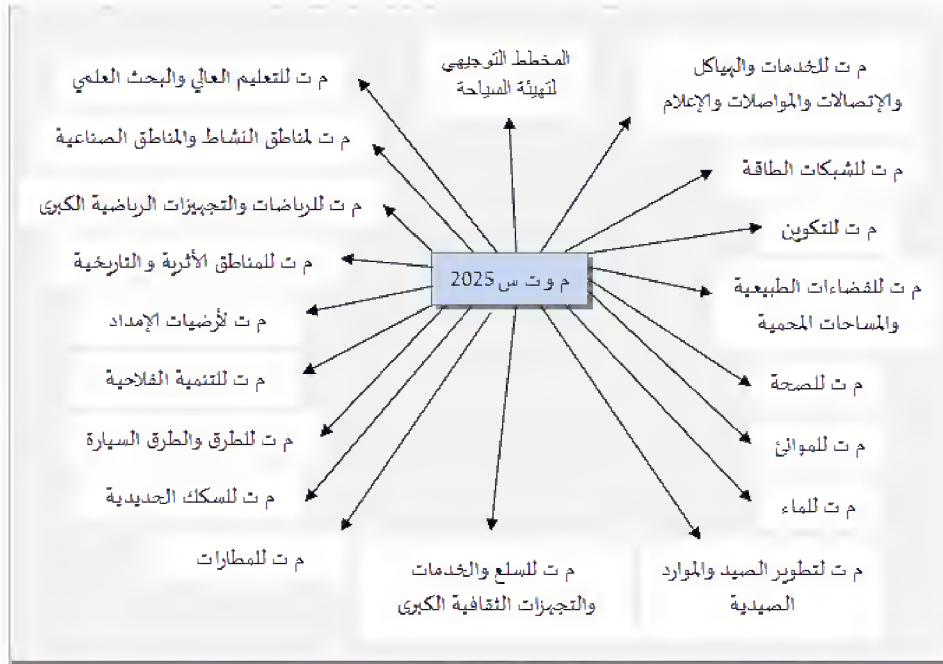 المخطط التوجيهي
لتهيئة السياحة
م ت للخدمات والهياكل
والإتصالات والمواصلات والإعلام
م ت للشبكات الطاقة
م ت للتكوين
م ت للفضاءات الطبيعية
والمساحات المحمية
م ت للصحة
م ت للموانئ
م ت للماء
م ت لتطوير الصيد والموارد
الصيدية
م ت للسلع والخدمات
والتجهزات الثقافية الكبرى
م ت للمطارات
م ت للسكك الحديدية
م ت للطرق والطرق السيارة
م ت للتنمية الفلاحية
م ت لأرضيات الإمداد
م ت للمناطق الأثرية و التاريخية
م ت للرياضات والتجهيزات الرياضية الكبرى
م ت لمناطق النشاط والمناطق الصناعية
م ت للتعليم العالي والبحث العلمي
م و ت س 2025